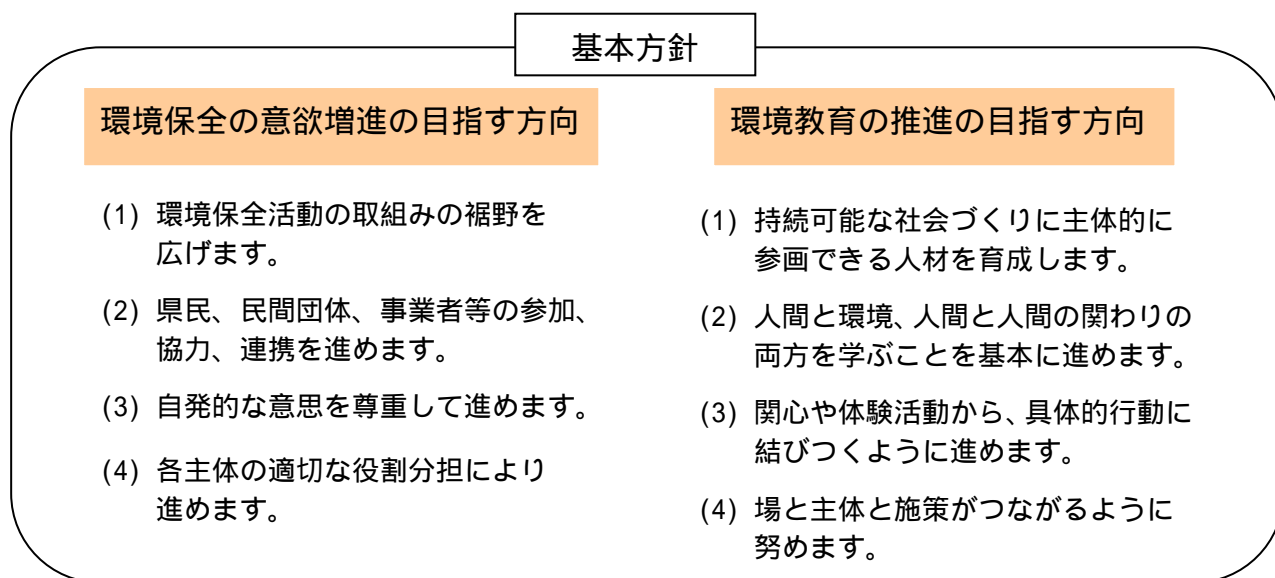 基本方針
環境保全の意欲増進の目指す方向
(1) 環境保全活動の取組みの裾野を
広げます。
(2) 県民、民間団体、事業者等の参加、
協力、連携を進めます。
(3) 自発的な意思を尊重して進めます。
(4) 各主体の適切な役割分担により
進めます。
環境教育の推進の目指す方向
(1) 持続可能な社会づくりに主体的に
参画できる人材を育成します。
(2) 人間と環境、人間と人間の関わりの
両方を学ぶことを基本に進めます。
(3) 関心や体験活動から、具体的行動に
結びつくように進めます。
(4) 場と主体と施策がつながるように
努めます。